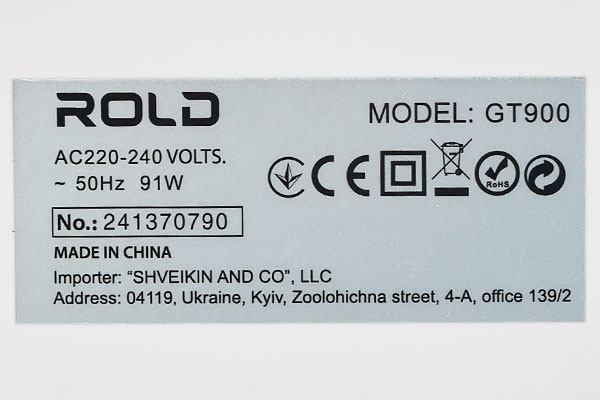 ROLD
MODEL: GT900
AC220-240 VOLTS.
~ 50Hz 91W
CE
RoHS
No.: 241370790
MADE IN CHINA
Importer: “SHVEIKIN AND CO”, LLC
Address: 04119, Ukraine, Kyiv, Zoolohichna street, 4-A, office 139/2